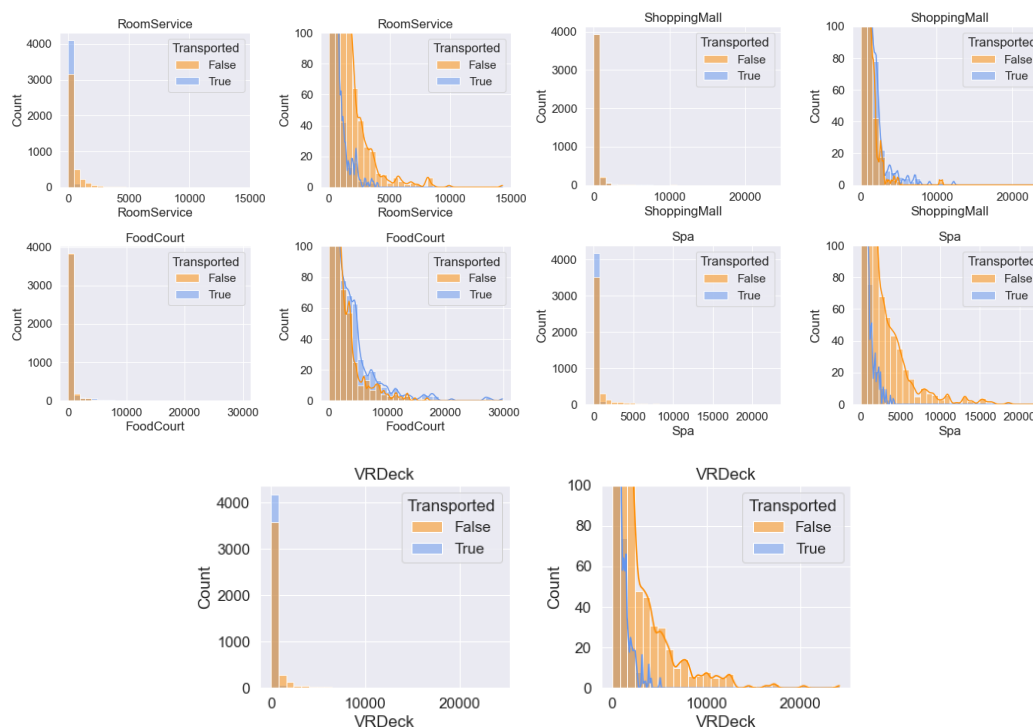 RoomService
4000
3000
2000
1000
0
Count
Transported
False
True
0 5000 10000 15000
RoomService
RoomService
100
80
60
40
20
0
Count
Transported
False
True
0 5000 10000 15000
RoomService
ShoppingMall
4000
3000
2000
1000
0
Count
Transported
False
True
0 10000 20000
ShoppingMall
ShoppingMall
100
80
60
40
20
0
Count
Transported
False
True
0 10000
ShoppingMall
FoodCourt
4000
3000
2000
1000
0
Count
Transported
False
True
0 10000 20000 30000
FoodCourt
FoodCourt
100
80
60
40
20
0
Count
Transported
False
True
0 10000 20000 30000
FoodCourt
Spa
4000
3000
2000
1000
0
Count
Transported
False
True
0 5000 10000 15000 20000
Spa
Spa
100
80
60
40
20
0
Count
Transported
False
True
0 5000 10000 15000
Spa
VRDeck
4000
3000
2000
1000
0
Count
Transported
False
True
0 10000 20000
VRDeck
VRDeck
100
80
60
40
20
0
Count
Transported
False
True
0 10000 20000
VRDeck